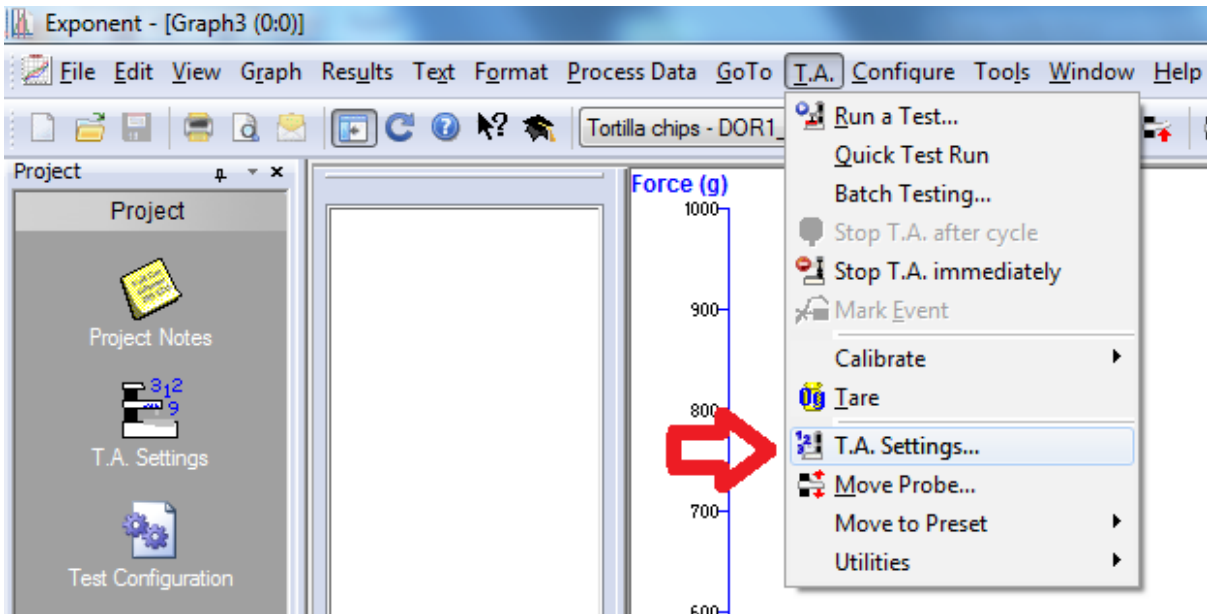 Exponent - [Graph3 (0:0)]
File Edit View Graph Results Text Format Process Data GoTo T.A. Configure Tools Window Help
Tortilla chips - DOR1_
Project
Project
Project Notes
T.A. Settings
Test Configuration
Force (g)
1000
900
800
700
600
Run a Test...
Quick Test Run
Batch Testing...
Stop T.A. after cycle
Stop T.A. immediately
Mark Event
Calibrate
Tare
T.A. Settings...
Move Probe...
Move to Preset
Utilities